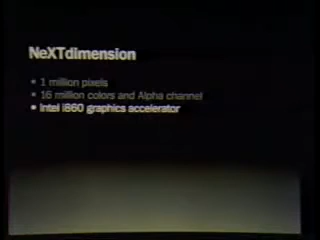 NeXTdimension
• 1 million pixels
• 16 million colors and Alpha channel
• Intel i860 graphics accelerator